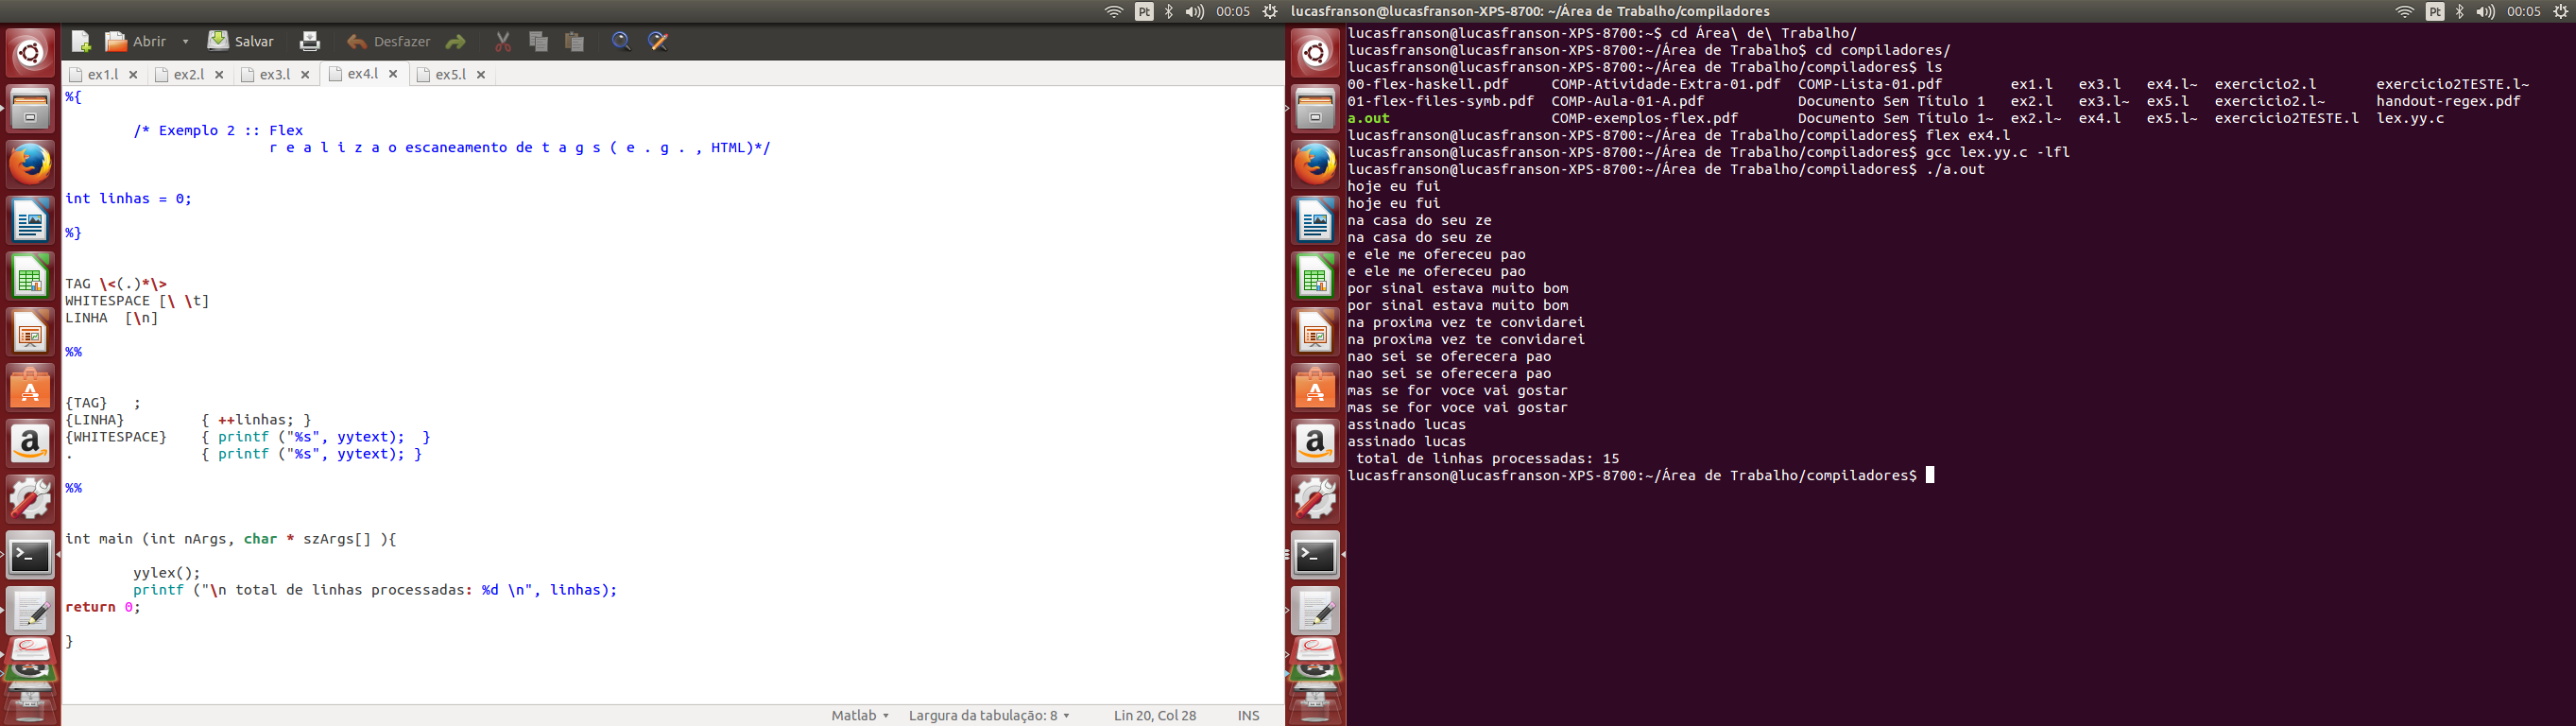 Pt 00:05
Abrir Salvar Desfazer
ex1.l ex2.l ex3.l ex4.l ex5.l
%{
/* Exemplo 2 :: Flex
r e a l i z a o escaneamento de t a g s ( e . g . , HTML)*/
int linhas = 0;
%}
TAG \<(.)*\>
WHITESPACE [\ \t]
LINHA [\n]
%%
{TAG} ;
{LINHA} { ++linhas; }
{WHITESPACE} { printf ("%s", yytext); }
. { printf ("%s", yytext); }
%%
int main (int nArgs, char * szArgs[] ){
yylex();
printf ("\n total de linhas processadas: %d \n", linhas);
return 0;
}
Matlab Largura da tabulação: 8 Lin 20, Col 28 INS
lucasfranson@lucasfranson-XPS-8700: ~/Área de Trabalho/compiladores Pt 00:05
lucasfranson@lucasfranson-XPS-8700:~$ cd Área\ de\ Trabalho/
lucasfranson@lucasfranson-XPS-8700:~/Área de Trabalho$ cd compiladores/
lucasfranson@lucasfranson-XPS-8700:~/Área de Trabalho/compiladores$ ls
00-flex-haskell.pdf COMP-Atividade-Extra-01.pdf COMP-Lista-01.pdf ex1.l ex3.l ex4.l~ exercicio2.l exercicio2TESTE.l~
01-flex-files-symb.pdf COMP-Aula-01-A.pdf Documento Sem Título 1 ex2.l ex3.l~ ex5.l exercicio2.l~ handout-regex.pdf
a.out COMP-exemplos-flex.pdf Documento Sem Título 1~ ex2.l~ ex4.l ex5.l~ exercicio2TESTE.l lex.yy.c
lucasfranson@lucasfranson-XPS-8700:~/Área de Trabalho/compiladores$ flex ex4.l
lucasfranson@lucasfranson-XPS-8700:~/Área de Trabalho/compiladores$ gcc lex.yy.c -lfl
lucasfranson@lucasfranson-XPS-8700:~/Área de Trabalho/compiladores$ ./a.out
hoje eu fui
hoje eu fui
na casa do seu ze
na casa do seu ze
e ele me ofereceu pao
e ele me ofereceu pao
por sinal estava muito bom
por sinal estava muito bom
na proxima vez te convidarei
na proxima vez te convidarei
nao sei se oferecera pao
nao sei se oferecera pao
mas se for voce vai gostar
mas se for voce vai gostar
assinado lucas
assinado lucas
total de linhas processadas: 15
lucasfranson@lucasfranson-XPS-8700:~/Área de Trabalho/compiladores$